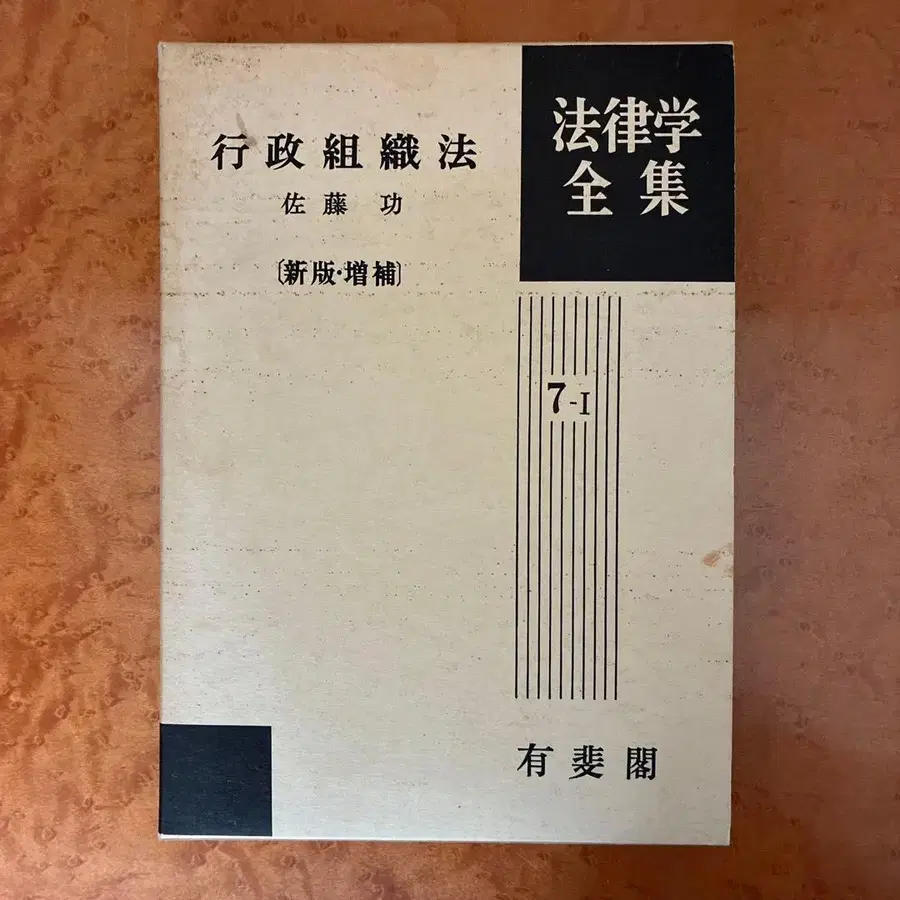 法律学
全集
行政組織法
佐藤 功
〔新版・増補〕
7-I
有斐閣